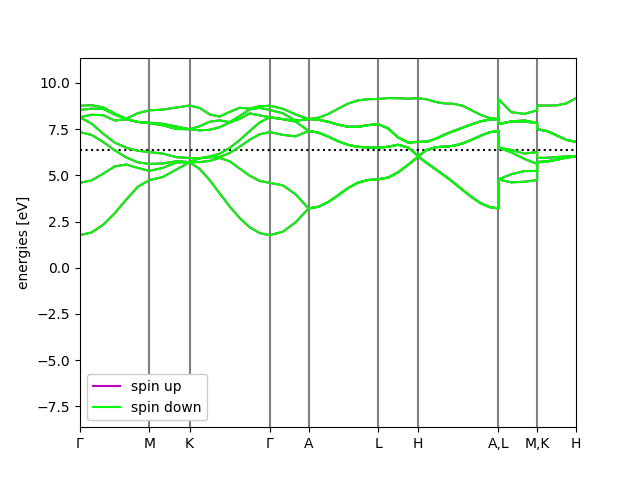 energies [eV]
10.0
7.5
5.0
2.5
0.0
−2.5
−5.0
−7.5
spin up
spin down
Γ M K Γ A L H A,L M,K H